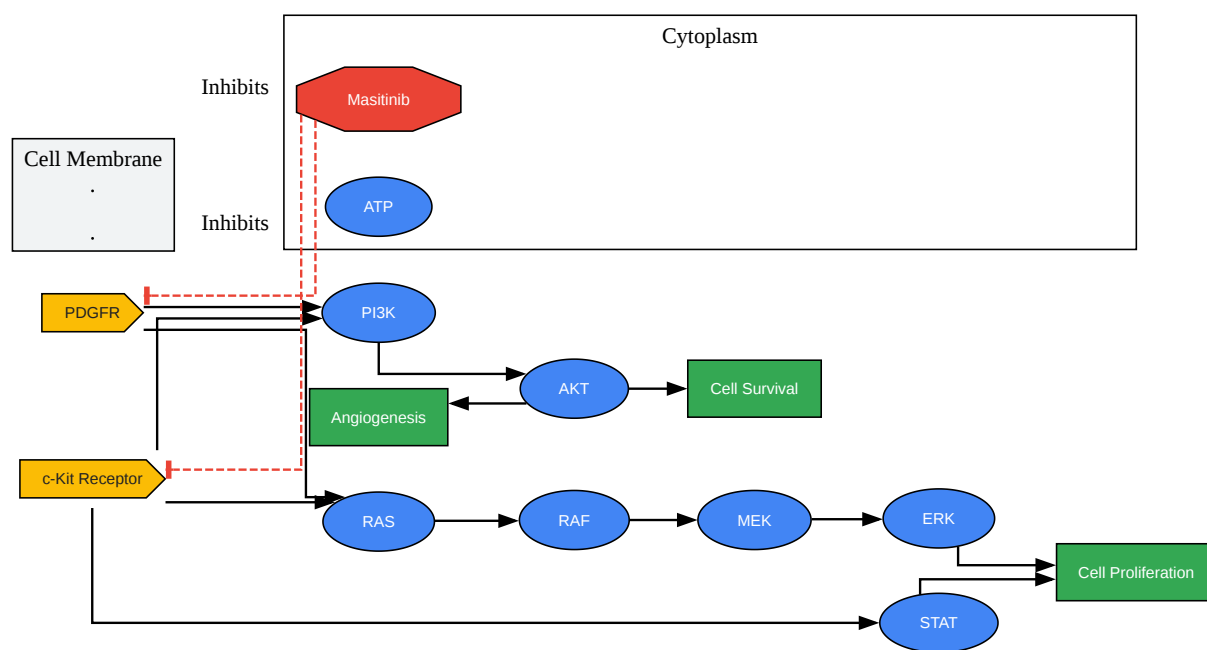 Cytoplasm
Inhibits
Masitinib
Cell Membrane
.
.
Inhibits
ATP
PDGFR
PI3K
AKT
Cell Survival
Angiogenesis
c-Kit Receptor
RAS
RAF
MEK
ERK
Cell Proliferation
STAT